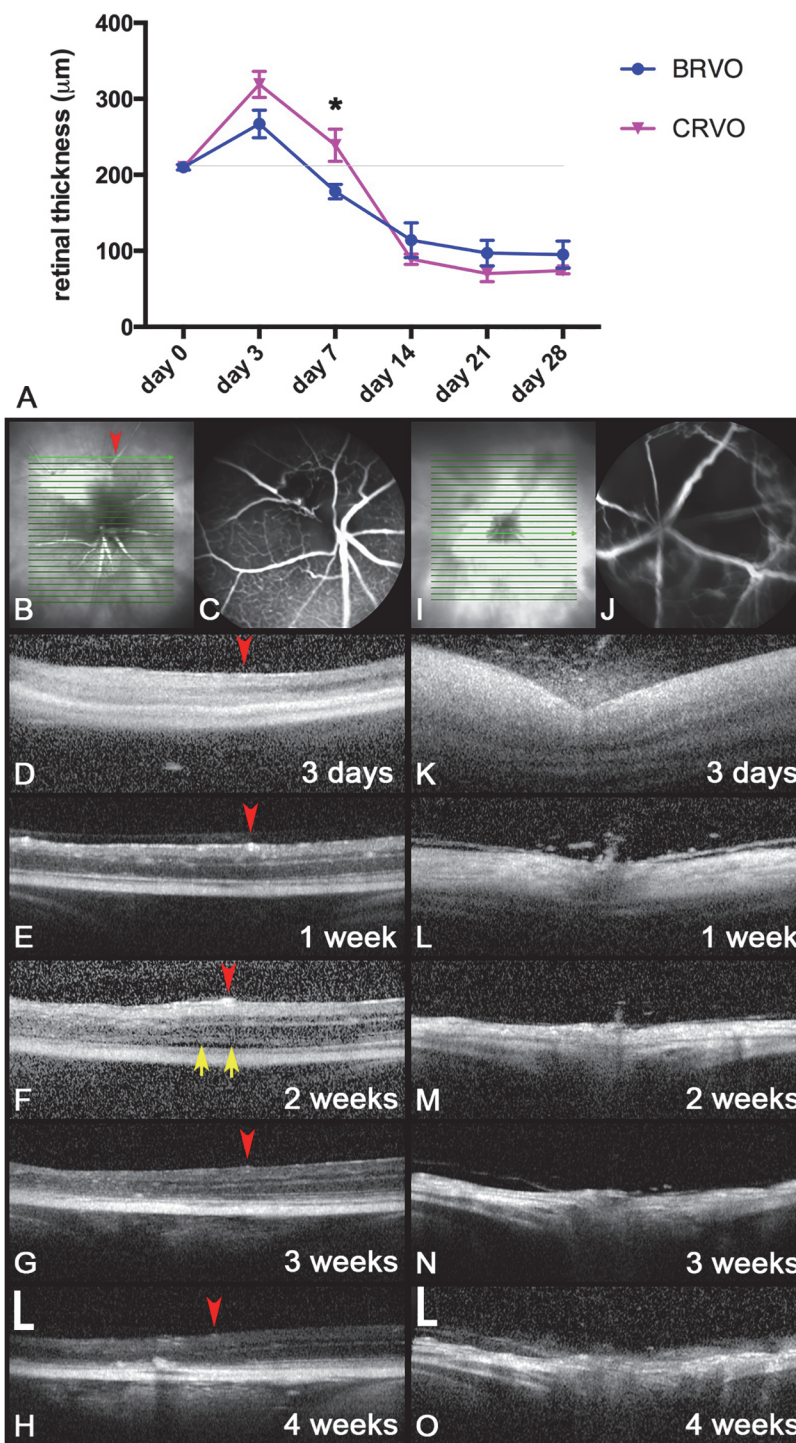 400
300
200
100
0
retinal thickness (μm)
*
BRVO
CRVO
day 0
day 3
day 7
day 14
day 21
day 28
A
B
C
I
J
D
3 days
K
3 days
E
1 week
L
1 week
F
2 weeks
M
2 weeks
G
3 weeks
N
3 weeks
H
4 weeks
O
4 weeks